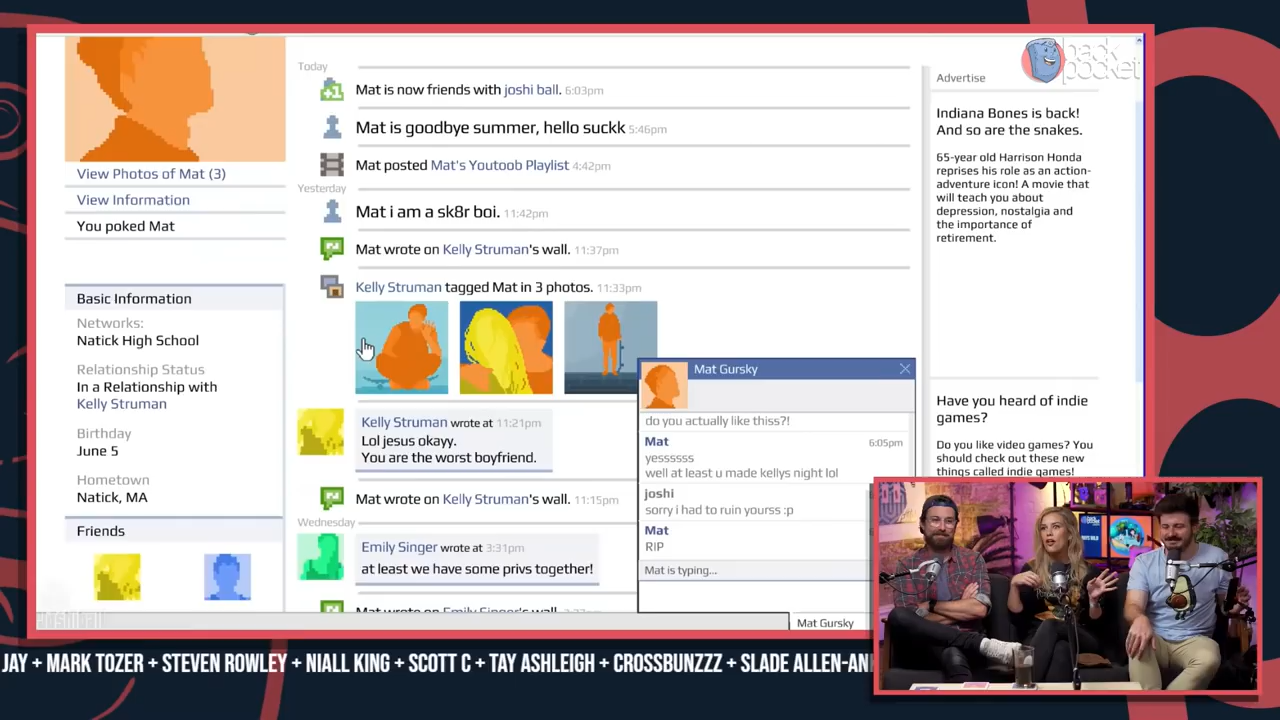 back
pocket
View Photos of Mat (3)
View Information
You poked Mat
Basic Information
Networks:
Natick High School
Relationship Status
In a Relationship with
Kelly Struman
Birthday
June 5
Hometown
Natick, MA
Friends
Today
Mat is now friends with joshi ball. 6:03pm
Mat is goodbye summer, hello suckk 5:46pm
Mat posted Mat's Youtoob Playlist 4:42pm
Yesterday
Mat i am a sk8r boi. 11:42pm
Mat wrote on Kelly Struman's wall. 11:37pm
Kelly Struman tagged Mat in 3 photos. 11:33pm
Kelly Struman wrote at 11:21pm
Lol jesus okayy.
You are the worst boyfriend.
Mat wrote on Kelly Struman's wall. 11:15pm
Wednesday
Emily Singer wrote at 3:31pm
at least we have some privs together!
Mat wrote on Emily Singer's wall.
Mat Gursky
do you actually like thiss?!
Mat 6:05pm
yessssss
well at least u made kellys night lol
joshi
sorry i had to ruin yourss :p
Mat
RIP
Mat is typing...
Mat Gursky
Advertise
Indiana Bones is back!
And so are the snakes.
65-year old Harrison Honda
reprises his role as an action-
adventure icon! A movie that
will teach you about
depression, nostalgia and
the importance of
retirement.
Have you heard of indie
games?
Do you like video games? You
should check out these new
things called indie games!
JAY + MARK TOZER + STEVEN ROWLEY + NIALL KING + SCOTT C + TAY ASHLEIGH + CROSSBUNZZZ + SLADE ALLEN-AN